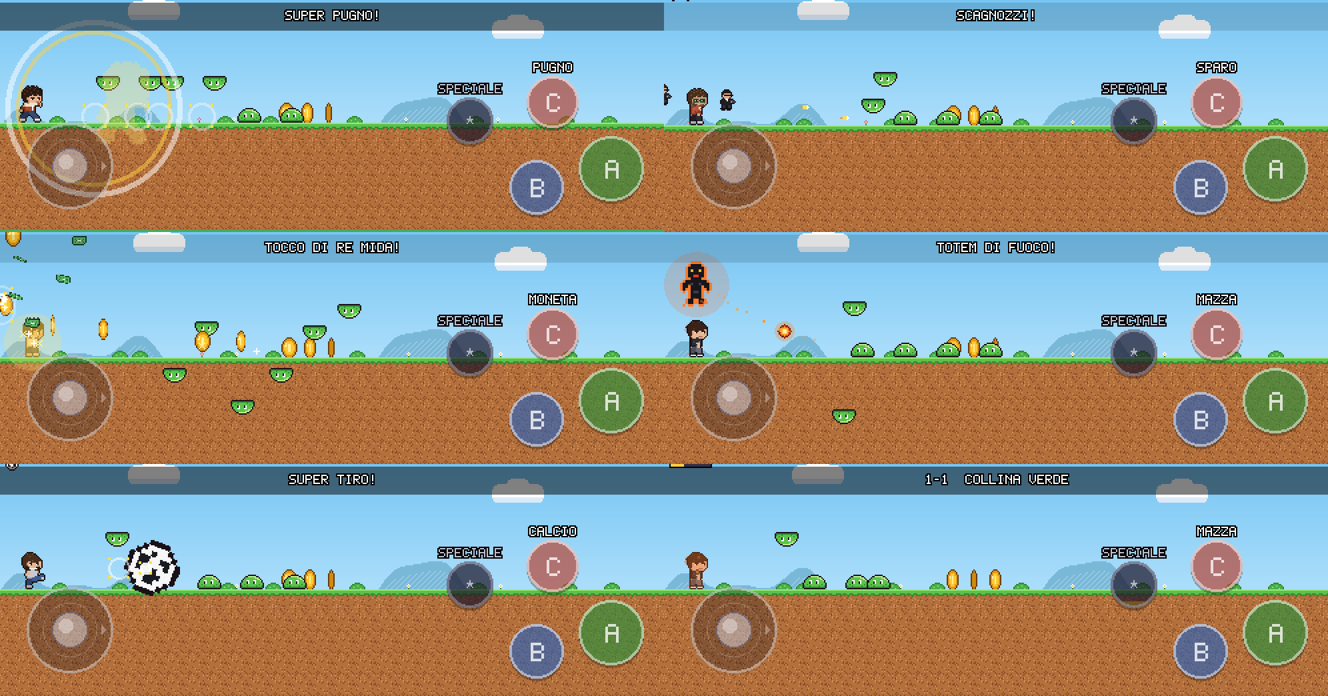 SUPER PUGNO!
PUGNO
SPECIALE
C
B
A
SCAGNOZZI!
SPARO
SPECIALE
C
B
A
TOCCO DI RE MIDA!
MONETA
SPECIALE
C
B
A
TOTEM DI FUOCO!
MAZZA
SPECIALE
C
B
A
SUPER TIRO!
CALCIO
SPECIALE
C
B
A
1-1 COLLINA VERDE
MAZZA
SPECIALE
C
B
A